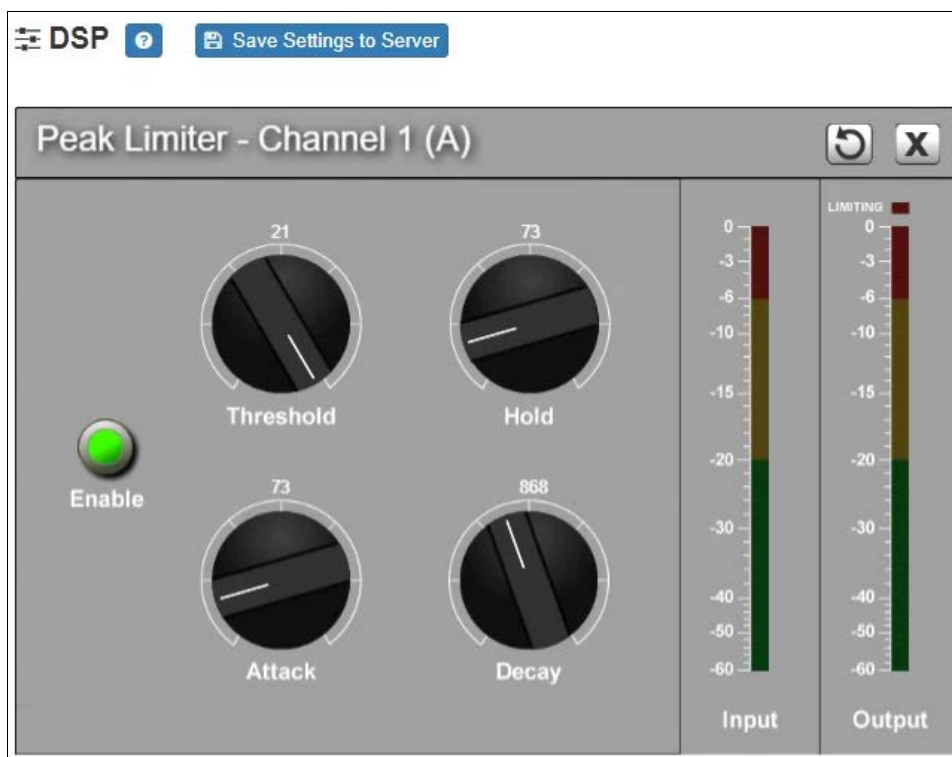 DSP ? Save Settings to Server
Peak Limiter - Channel 1 (A) X
21
Threshold
73
Hold
Enable
73
Attack
868
Decay
0
-3
-6
-10
-15
-20
-30
-40
-50
-60
Input
LIMITING
0
-3
-6
-10
-15
-20
-30
-40
-50
-60
Output